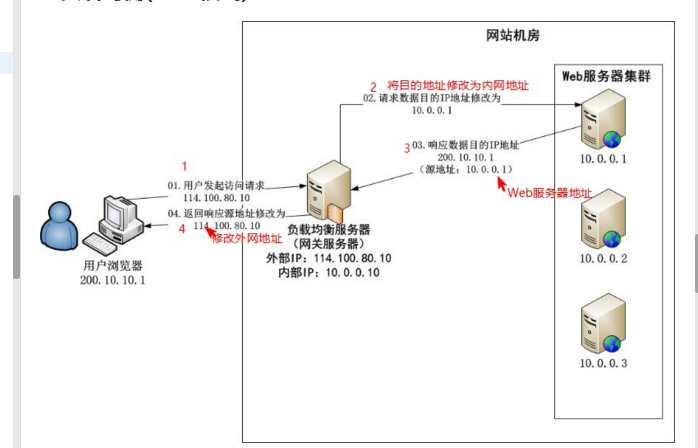 网站机房
Web服务器集群
2 将目的地址修改为内网地址
02.请求数据目的IP地址修改为
10.0.0.1
3 03.响应数据目的IP地址
200.10.10.1
(源地址：10.0.0.1)
10.0.0.1
Web服务器地址
1
01.用户发起访问请求
114.100.80.10
04.返回响应源地址修改为
114.100.80.10
4 修改外网地址
负载均衡服务器
(网关服务器)
外部IP：114.100.80.10
内部IP：10.0.0.10
用户浏览器
200.10.10.1
10.0.0.2
10.0.0.3